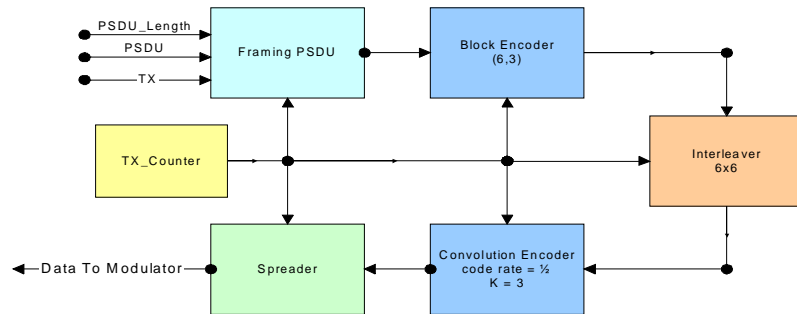 PSDU_Length
PSDU
TX
Framing PSDU
Block Encoder
(6,3)
TX_Counter
Interleaver
6x6
Data To Modulator
Spreader
Convolution Encoder
code rate = ½
K = 3